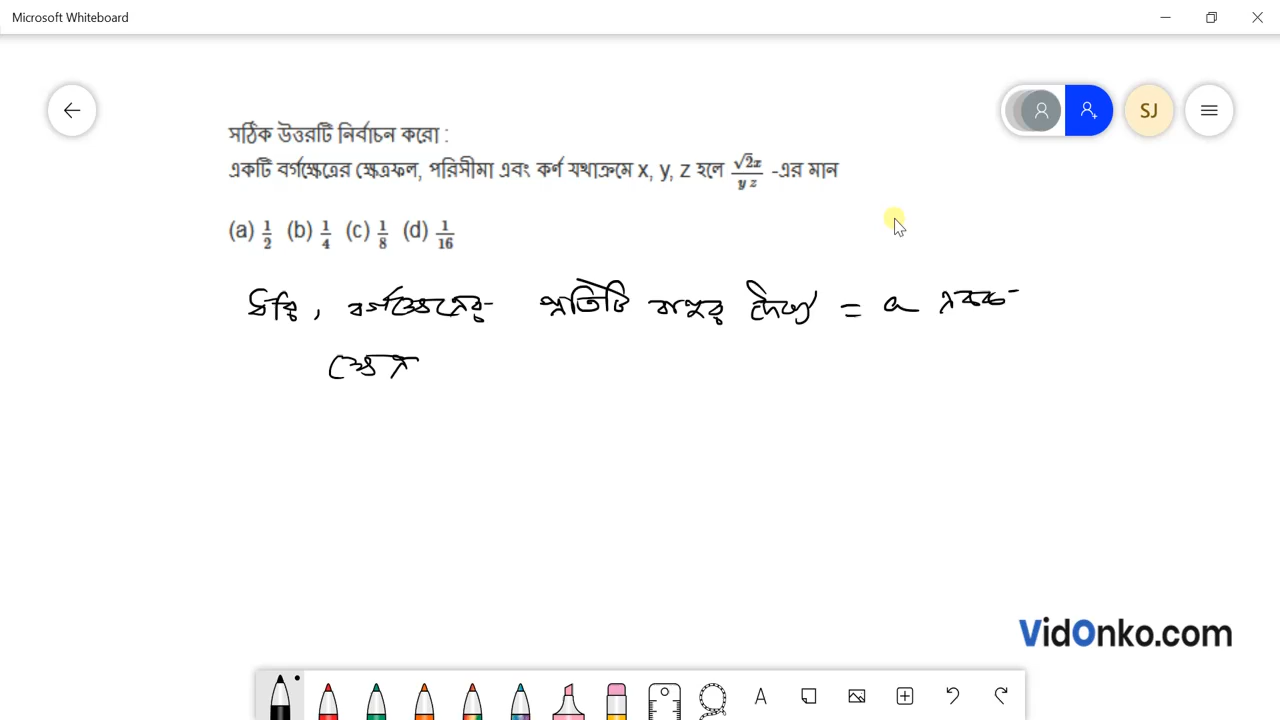 Microsoft Whiteboard
SJ
সঠিক উত্তরটি নির্বাচন করো :
একটি বর্গক্ষেত্রের ক্ষেত্রফল, পরিসীমা এবং কর্ণ যথাক্রমে x, y, z হলে √2x/yz -এর মান
(a) 1/2 (b) 1/4 (c) 1/8 (d) 1/16
ধরি, বর্গক্ষেত্রের প্রতিটি বাহুর দৈর্ঘ্য = a একক
VidOnko.com
A